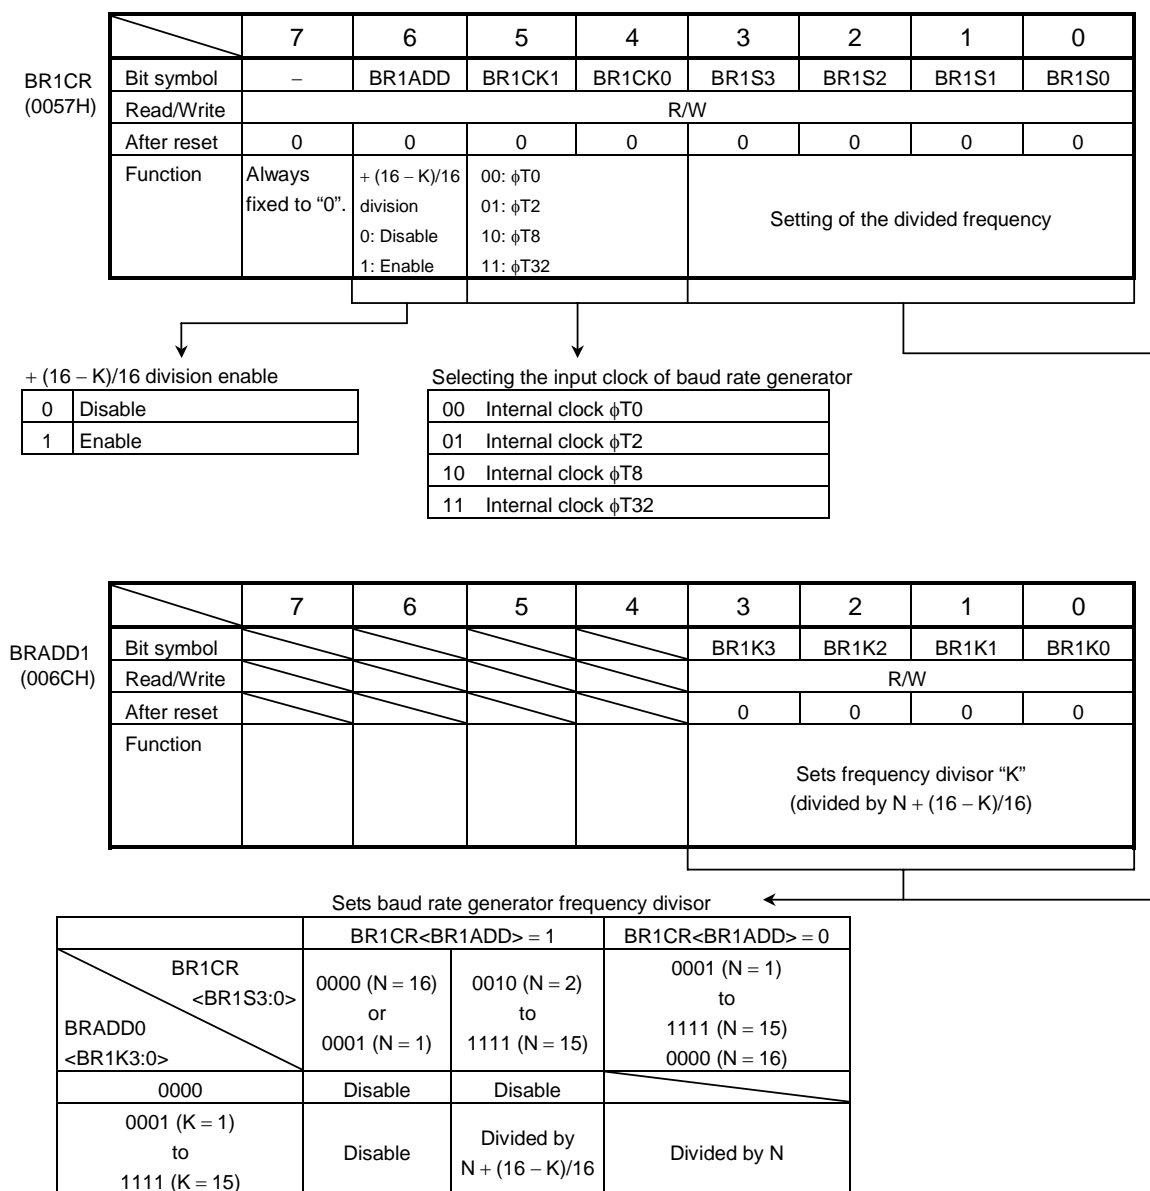 7 6 5 4 3 2 1 0
BR1CR
(0057H)
Bit symbol – BR1ADD BR1CK1 BR1CK0 BR1S3 BR1S2 BR1S1 BR1S0
Read/Write R/W
After reset 0 0 0 0 0 0 0 0
Function
Always
fixed to “0”.
+ (16 – K)/16
division
0: Disable
1: Enable
00: ϕT0
01: ϕT2
10: ϕT8
11: ϕT32
Setting of the divided frequency
+ (16 – K)/16 division enable
0 Disable
1 Enable
Selecting the input clock of baud rate generator
00 Internal clock ϕT0
01 Internal clock ϕT2
10 Internal clock ϕT8
11 Internal clock ϕT32
7 6 5 4 3 2 1 0
BRADD1
(006CH)
Bit symbol BR1K3 BR1K2 BR1K1 BR1K0
Read/Write R/W
After reset 0 0 0 0
Function
Sets frequency divisor “K”
(divided by N + (16 – K)/16)
Sets baud rate generator frequency divisor
BR1CR<BR1ADD> = 1 BR1CR<BR1ADD> = 0
BR1CR
<BR1S3:0>
BRADD0
<BR1K3:0>
0000 (N = 16)
or
0001 (N = 1)
0010 (N = 2)
to
1111 (N = 15)
0001 (N = 1)
to
1111 (N = 15)
0000 (N = 16)
0000 Disable Disable
0001 (K = 1)
to
1111 (K = 15)
Disable
Divided by
N + (16 – K)/16
Divided by N